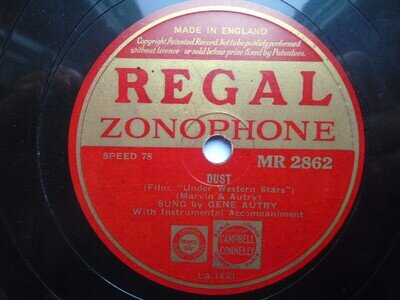 MADE IN ENGLAND
Copyright Patented Record. Not to be publicly performed
without licence or sold below price fixed by Patentees.
REGAL
ZONOPHONE
SPEED 78
MR 2862
DUST
(Film, "Under Western Stars")
(Marvin & Autry)
SUNG by GENE AUTRY
With Instrumental Accompaniment
CAMPBELL
CONNELLY
LA.1453